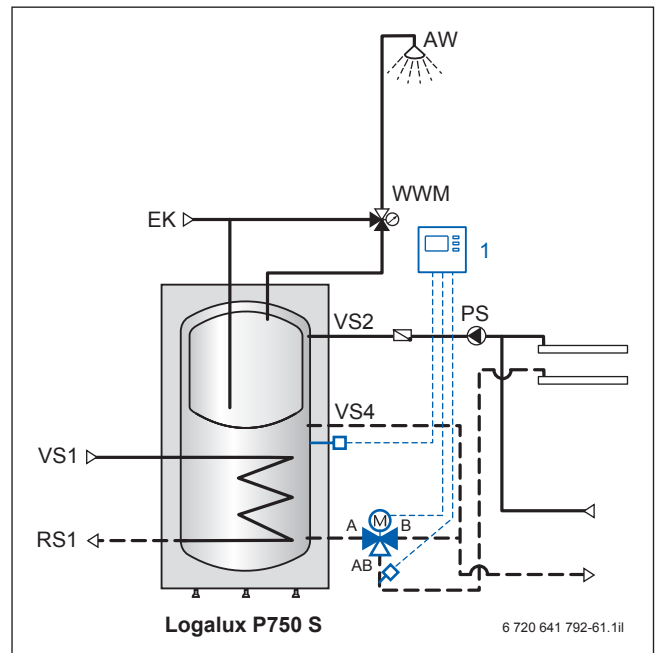 AW
WWM
EK
1
VS2
PS
VS4
VS1
M
A
B
RS1
AB
Logalux P750 S
6 720 641 792-61.1il